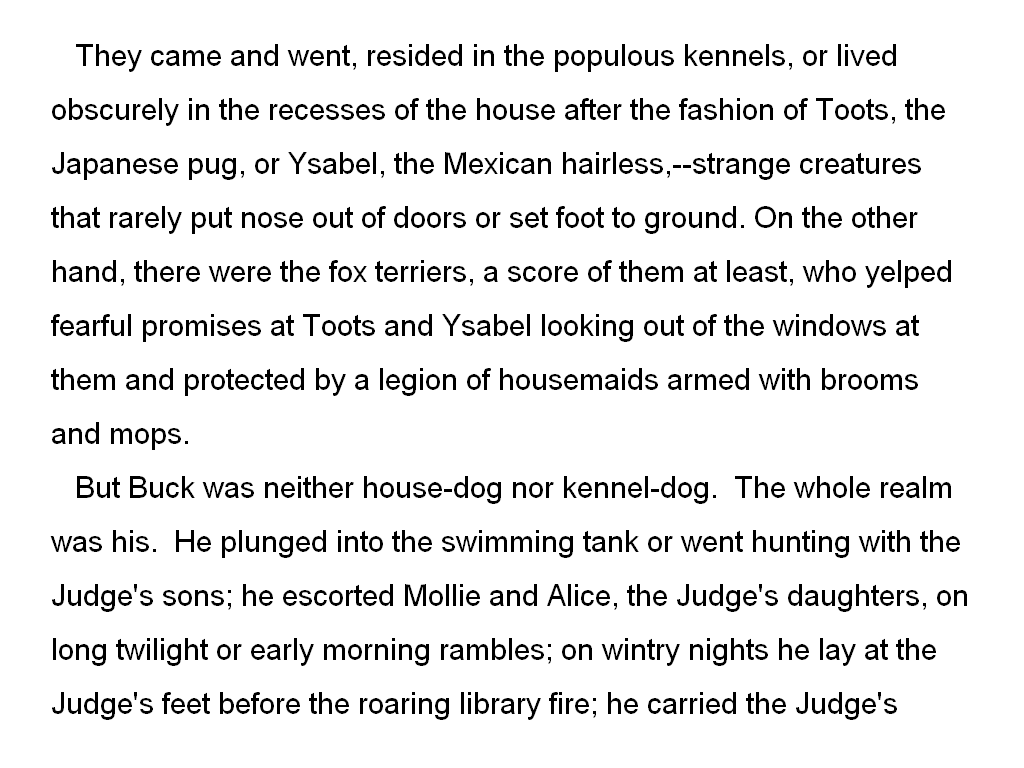 They came and went, resided in the populous kennels, or lived
obscurely in the recesses of the house after the fashion of Toots, the
Japanese pug, or Ysabel, the Mexican hairless,--strange creatures
that rarely put nose out of doors or set foot to ground. On the other
hand, there were the fox terriers, a score of them at least, who yelped
fearful promises at Toots and Ysabel looking out of the windows at
them and protected by a legion of housemaids armed with brooms
and mops.
But Buck was neither house-dog nor kennel-dog.  The whole realm
was his.  He plunged into the swimming tank or went hunting with the
Judge's sons; he escorted Mollie and Alice, the Judge's daughters, on
long twilight or early morning rambles; on wintry nights he lay at the
Judge's feet before the roaring library fire; he carried the Judge's